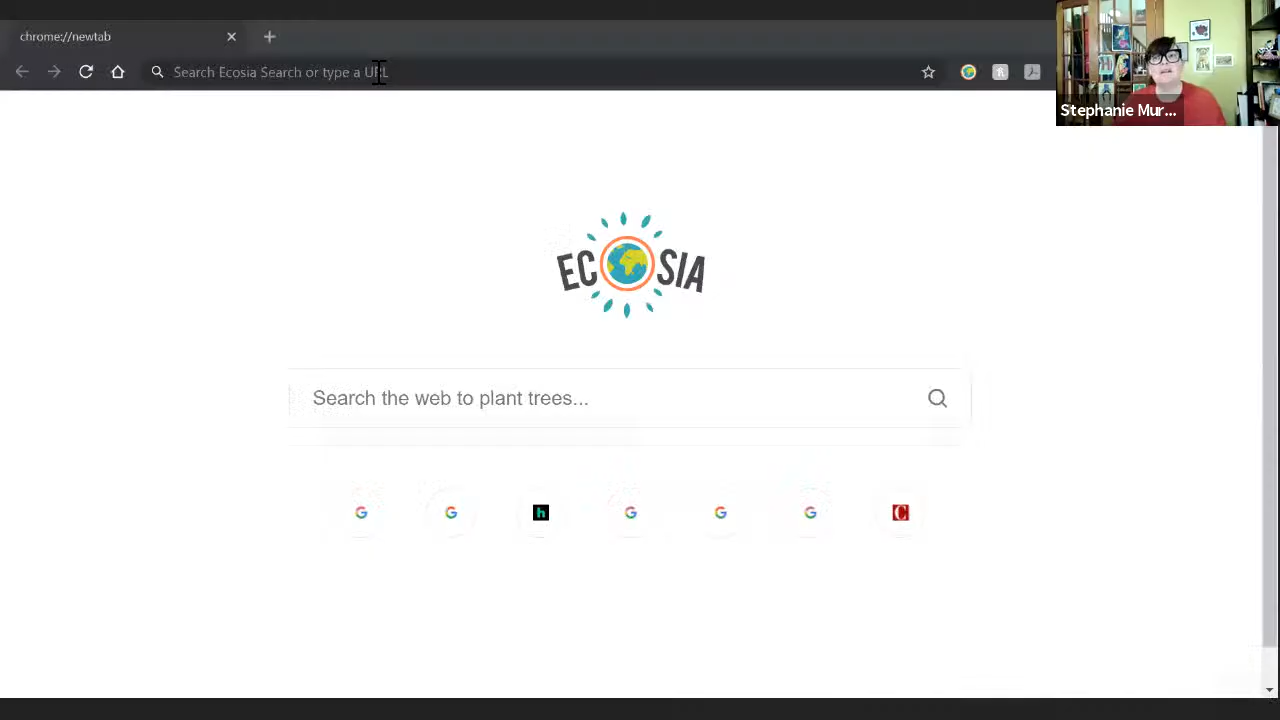 chrome://newtab
Search Ecosia Search or type a URL
Stephanie Mur...
ECOSIA
Search the web to plant trees...
G
G
h
G
G
G
C